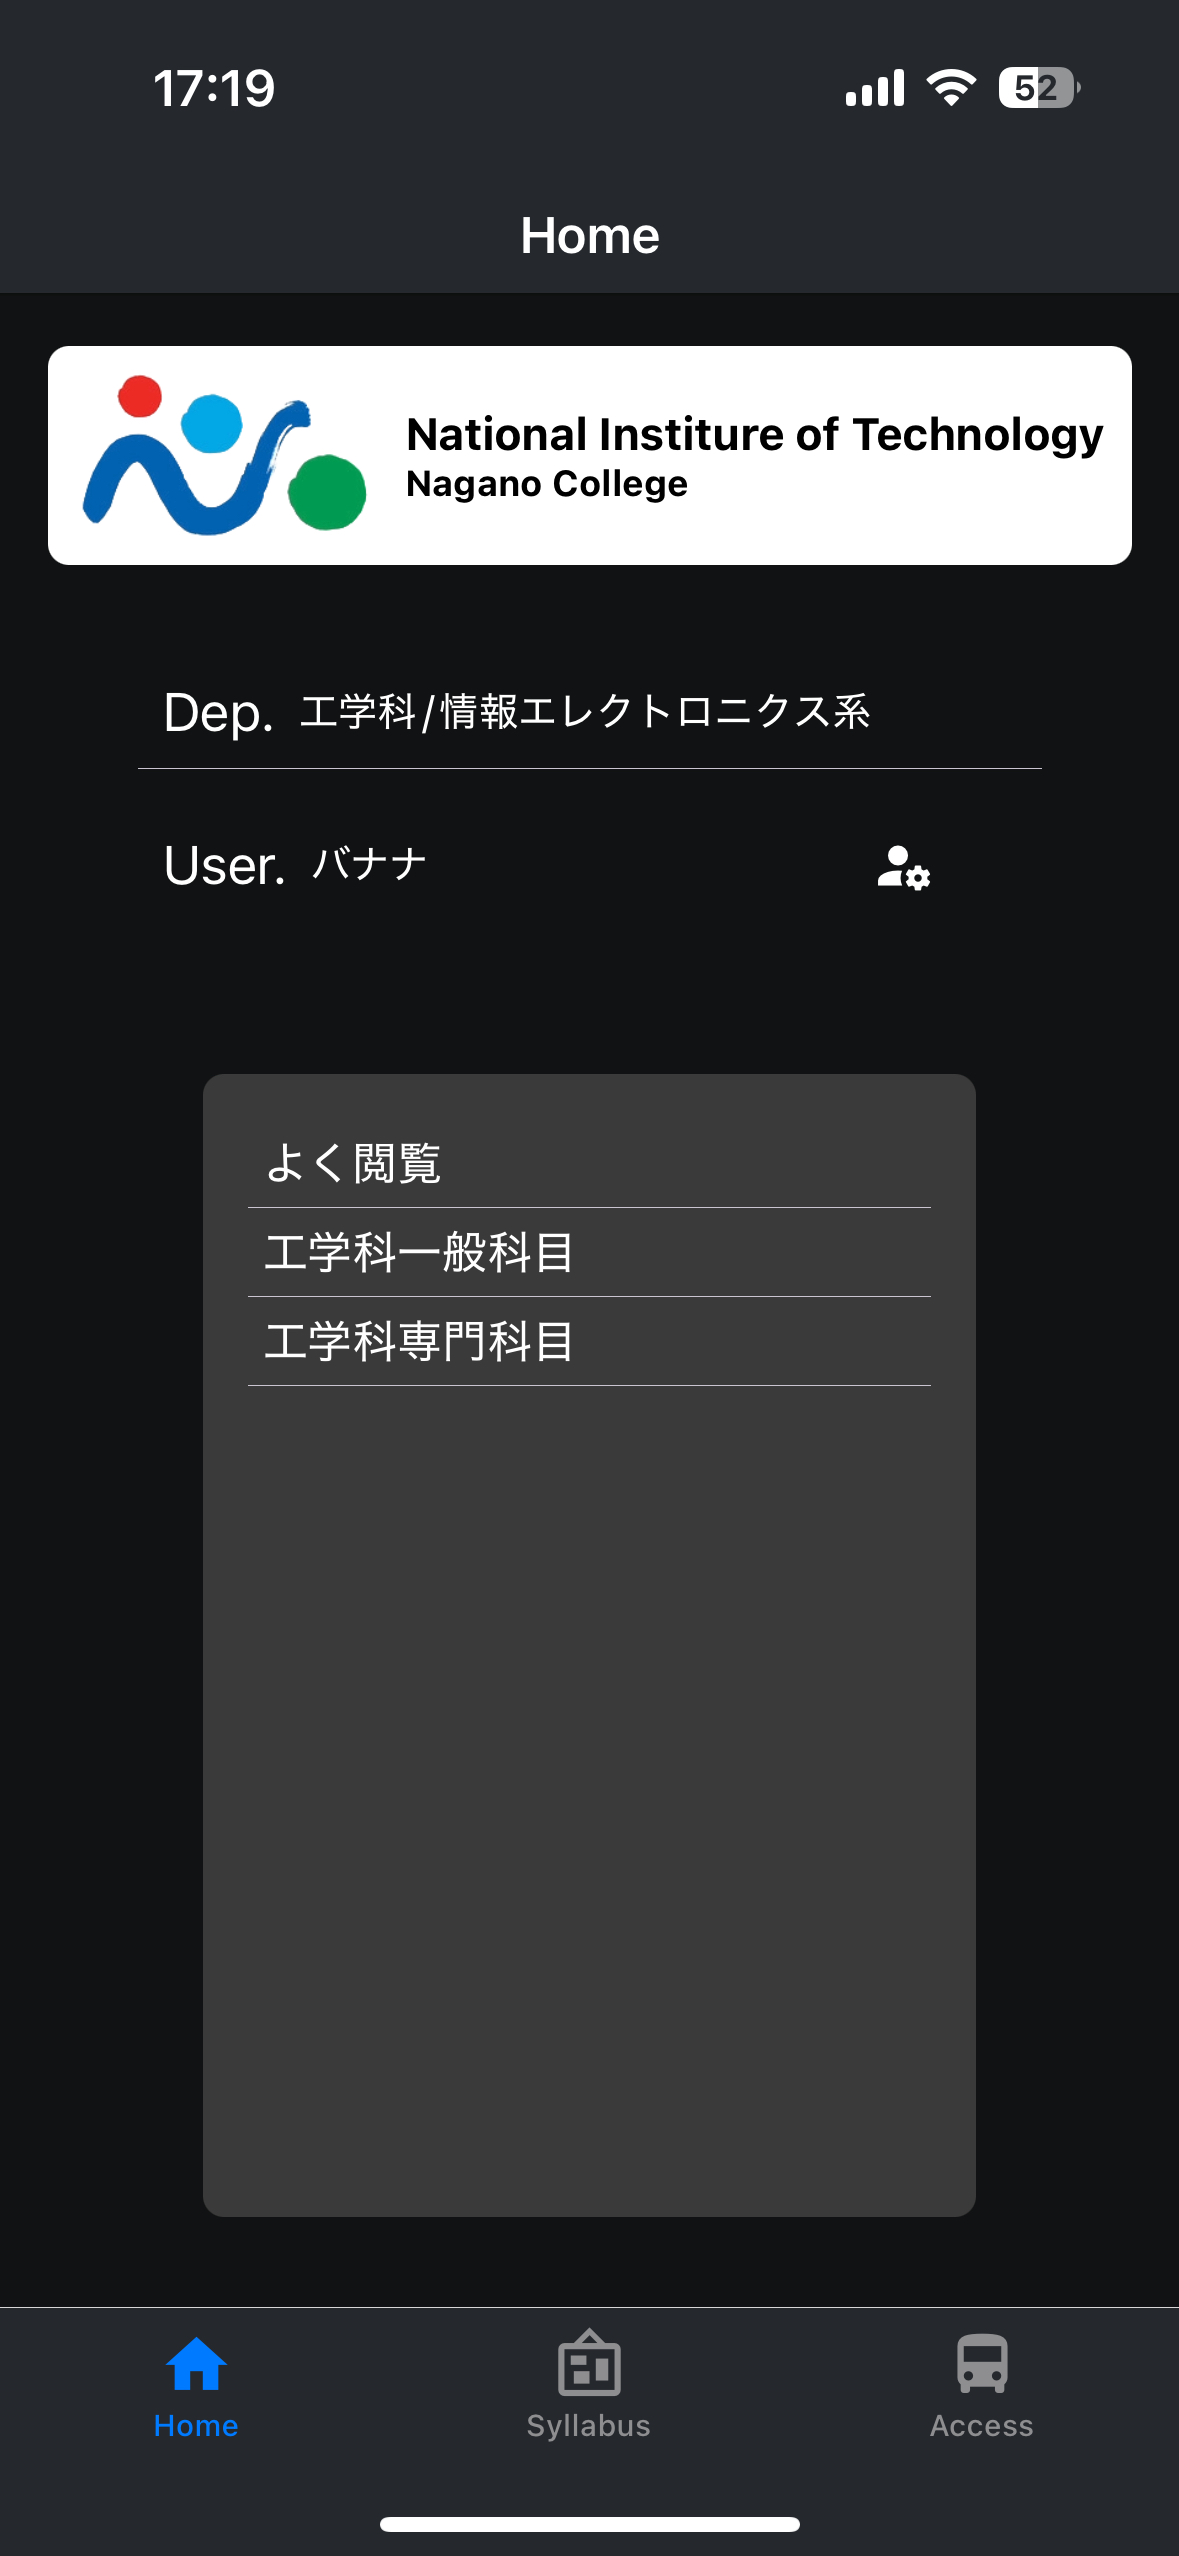 17:19
52
Home
National Institure of Technology
Nagano College
Dep. 工学科/情報エレクトロニクス系
User. バナナ
よく閲覧
工学科一般科目
工学科専門科目
Home
Syllabus
Access